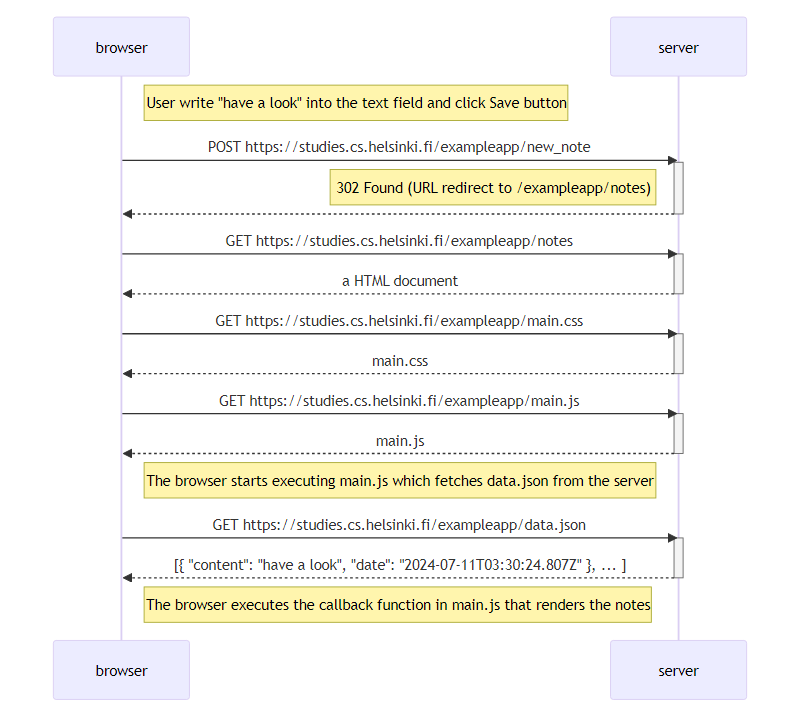 browser
server
User write "have a look" into the text field and click Save button
POST https://studies.cs.helsinki.fi/exampleapp/new_note
302 Found (URL redirect to /exampleapp/notes)
GET https://studies.cs.helsinki.fi/exampleapp/notes
a HTML document
GET https://studies.cs.helsinki.fi/exampleapp/main.css
main.css
GET https://studies.cs.helsinki.fi/exampleapp/main.js
main.js
The browser starts executing main.js which fetches data.json from the server
GET https://studies.cs.helsinki.fi/exampleapp/data.json
[{ "content": "have a look", "date": "2024-07-11T03:30:24.807Z" }, ... ]
The browser executes the callback function in main.js that renders the notes
browser
server